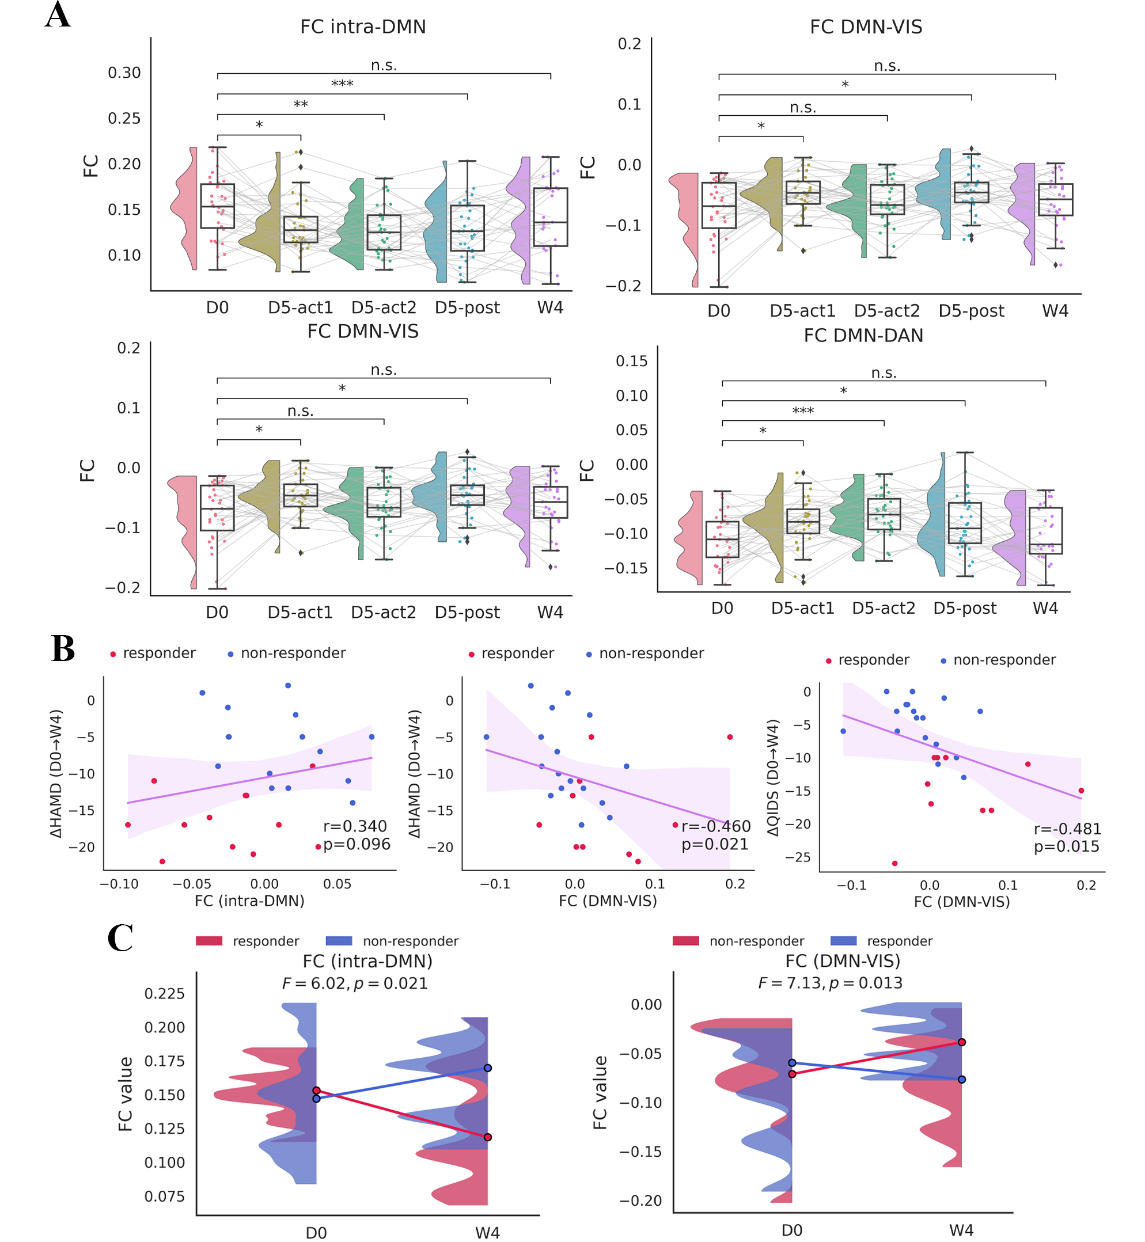 A
FC intra-DMN
FC
0.30
0.25
0.20
0.15
0.10
n.s.
***
**
*
D0 D5-act1 D5-act2 D5-post W4
FC DMN-VIS
FC
0.2
0.1
0.0
−0.1
−0.2
n.s.
*
n.s.
*
D0 D5-act1 D5-act2 D5-post W4
FC DMN-VIS
FC
0.2
0.1
0.0
−0.1
−0.2
n.s.
*
n.s.
*
D0 D5-act1 D5-act2 D5-post W4
FC DMN-DAN
FC
0.15
0.10
0.05
0.00
−0.05
−0.10
−0.15
n.s.
*
***
*
D0 D5-act1 D5-act2 D5-post W4
B
responder non-responder
ΔHAMD (D0→W4)
0
−5
−10
−15
−20
r=0.340
p=0.096
−0.10 −0.05 0.00 0.05
FC (intra-DMN)
responder non-responder
ΔHAMD (D0→W4)
0
−5
−10
−15
−20
r=-0.460
p=0.021
−0.1 0.0 0.1 0.2
FC (DMN-VIS)
responder non-responder
ΔQIDS (D0→W4)
0
−5
−10
−15
−20
−25
r=-0.481
p=0.015
−0.1 0.0 0.1 0.2
FC (DMN-VIS)
C
responder non-responder
FC (intra-DMN)
F = 6.02, p = 0.021
FC value
0.225
0.200
0.175
0.150
0.125
0.100
0.075
D0 W4
non-responder responder
FC (DMN-VIS)
F = 7.13, p = 0.013
FC value
0.00
−0.05
−0.10
−0.15
−0.20
D0 W4